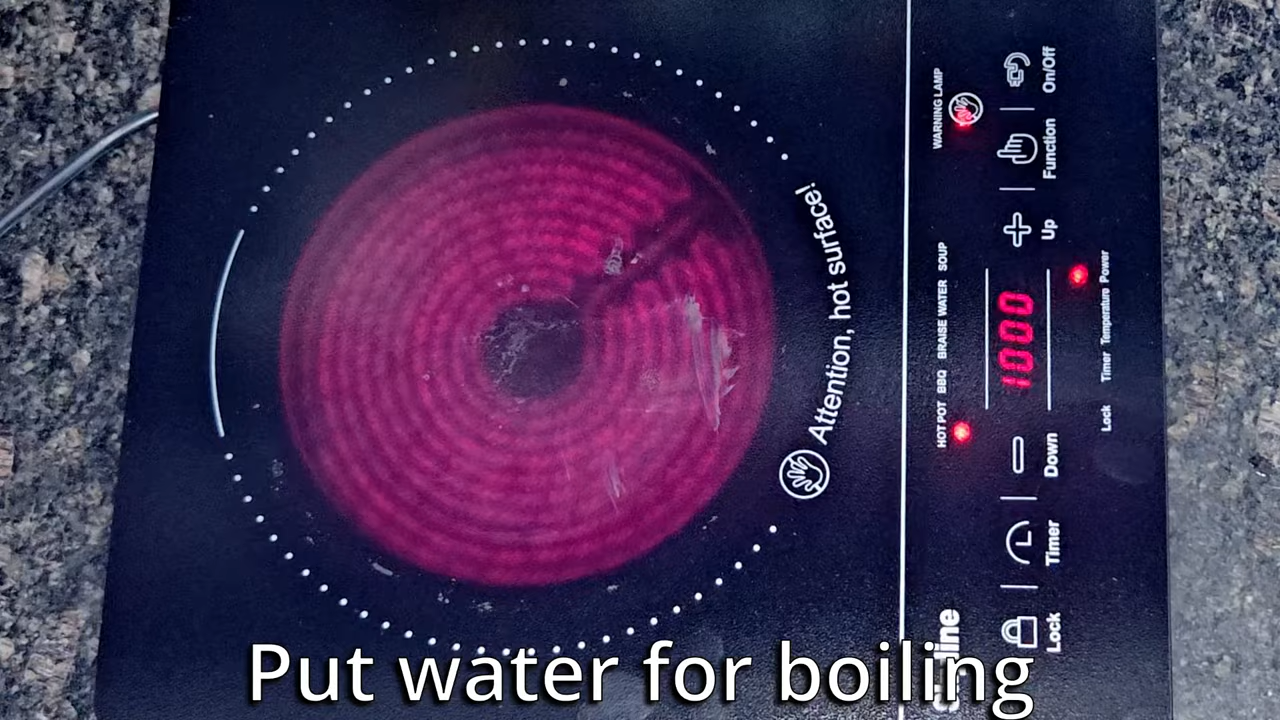 WARNING LAMP
On/Off
Function
Up
HOT POT BBQ BRAISE WATER SOUP
1000
Lock Timer Temperature Power
Down
Timer
Lock
Attention, hot surface!
Put water for boiling